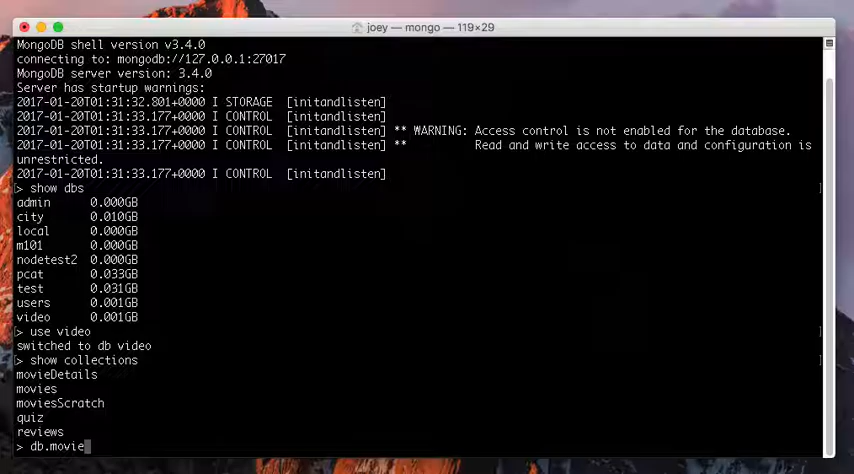 joey — mongo — 119×29
MongoDB shell version v3.4.0
connecting to: mongodb://127.0.0.1:27017
MongoDB server version: 3.4.0
Server has startup warnings:
2017-01-20T01:31:32.801+0000 I STORAGE  [initandlisten]
2017-01-20T01:31:33.177+0000 I CONTROL  [initandlisten]
2017-01-20T01:31:33.177+0000 I CONTROL  [initandlisten] ** WARNING: Access control is not enabled for the database.
2017-01-20T01:31:33.177+0000 I CONTROL  [initandlisten] **          Read and write access to data and configuration is
unrestricted.
2017-01-20T01:31:33.177+0000 I CONTROL  [initandlisten]
[> show dbs ]
admin     0.000GB
city      0.010GB
local     0.000GB
m101      0.000GB
nodetest2  0.000GB
pcat      0.033GB
test      0.031GB
users     0.001GB
video     0.001GB
[> use video ]
switched to db video
[> show collections ]
movieDetails
movies
moviesScratch
quiz
reviews
> db.movie